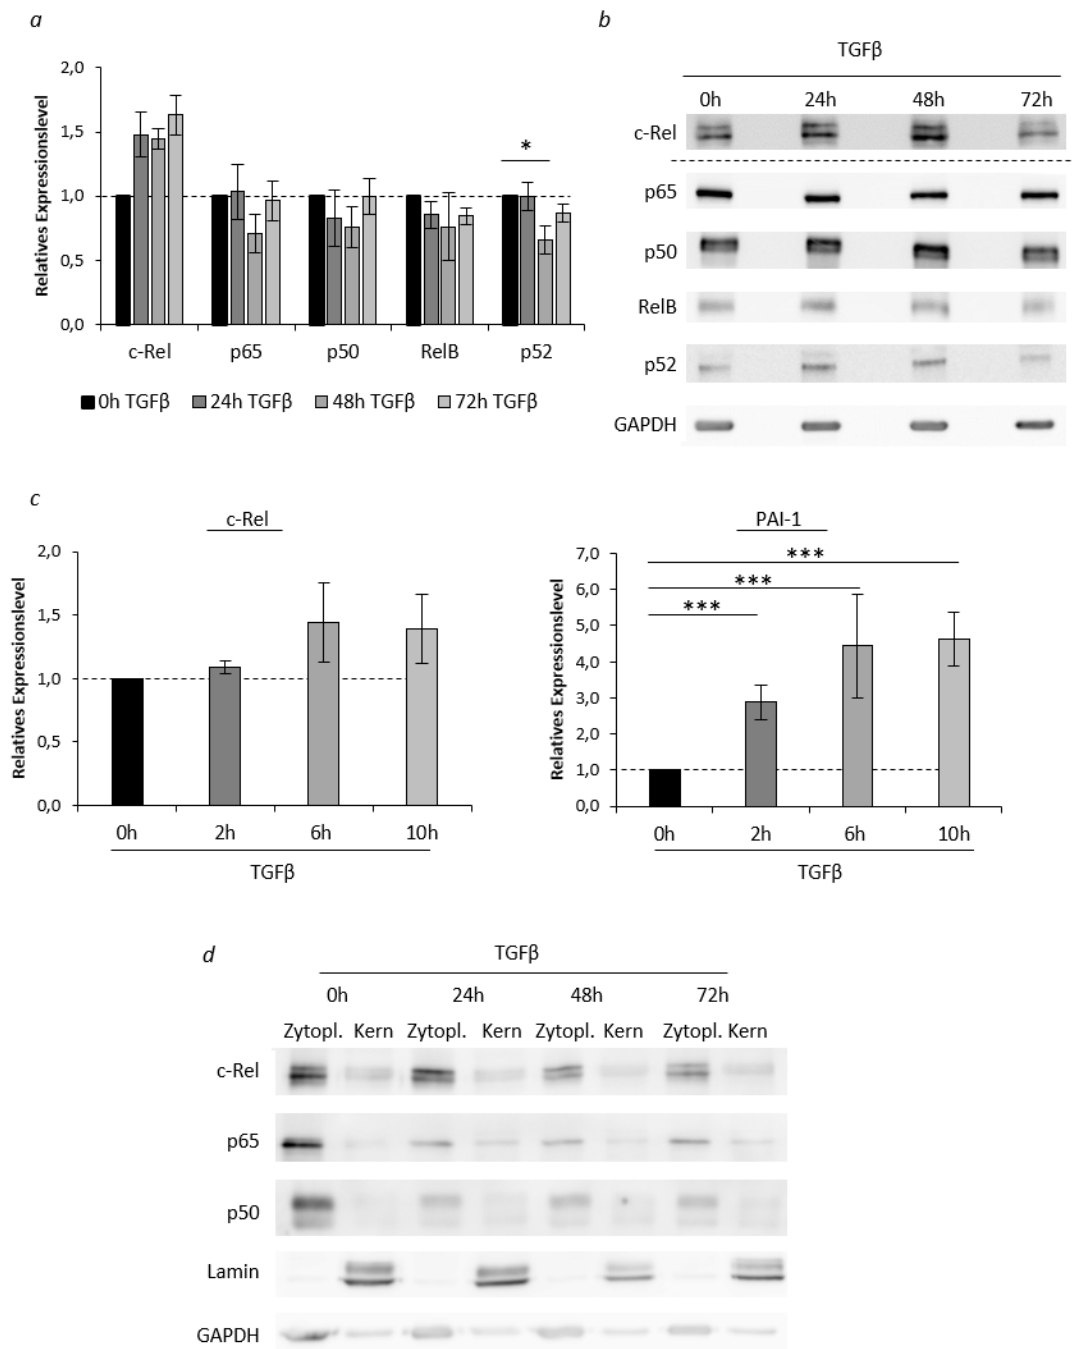 a
2,0
1,5
1,0
0,5
0,0
Relatives Expressionslevel
*
c-Rel p65 p50 RelB p52
0h TGFβ 24h TGFβ 48h TGFβ 72h TGFβ
b
TGFβ
0h 24h 48h 72h
c-Rel
p65
p50
RelB
p52
GAPDH
c
c-Rel
2,0
1,5
1,0
0,5
0,0
Relatives Expressionslevel
0h 2h 6h 10h
TGFβ
PAI-1
7,0
6,0
5,0
4,0
3,0
2,0
1,0
0,0
Relatives Expressionslevel
***
***
***
0h 2h 6h 10h
TGFβ
d
TGFβ
0h 24h 48h 72h
Zytopl. Kern Zytopl. Kern Zytopl. Kern Zytopl. Kern
c-Rel
p65
p50
Lamin
GAPDH